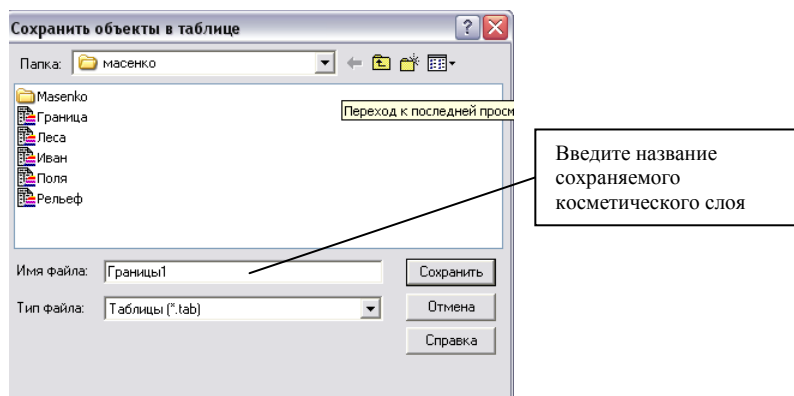 Сохранить объекты в таблице
Папка: масенко
Masenko
Граница
Леса
Иван
Поля
Рельеф
Переход к последней просм
Введите название
сохраняемого
косметического слоя
Имя файла: Границы1
Сохранить
Тип файла: Таблицы (*.tab)
Отмена
Справка